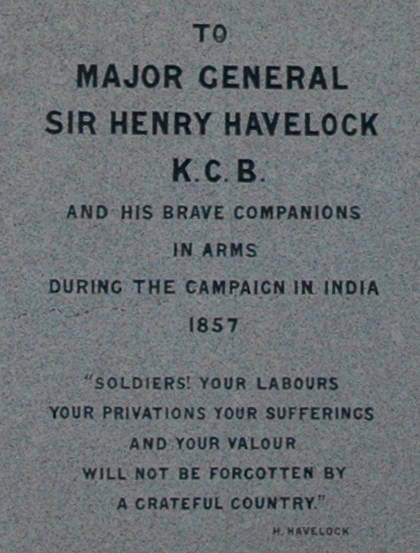 TO
MAJOR GENERAL
SIR HENRY HAVELOCK
K.C.B.
AND HIS BRAVE COMPANIONS
IN ARMS
DURING THE CAMPAIGN IN INDIA
1857
"SOLDIERS! YOUR LABOURS
YOUR PRIVATIONS YOUR SUFFERINGS
AND YOUR VALOUR
WILL NOT BE FORGOTTEN BY
A GRATEFUL COUNTRY."
H. HAVELOCK